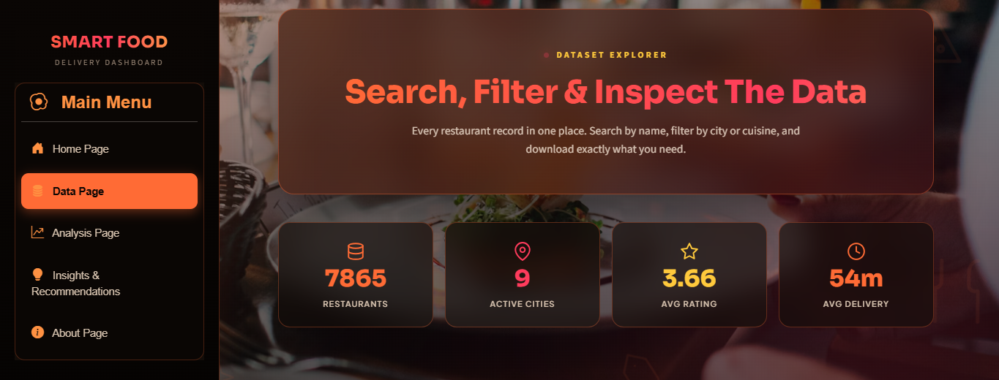 SMART FOOD
DELIVERY DASHBOARD
Main Menu
Home Page
Data Page
Analysis Page
Insights &
Recommendations
About Page
DATASET EXPLORER
Search, Filter & Inspect The Data
Every restaurant record in one place. Search by name, filter by city or cuisine, and
download exactly what you need.
7865
RESTAURANTS
9
ACTIVE CITIES
3.66
AVG RATING
54m
AVG DELIVERY